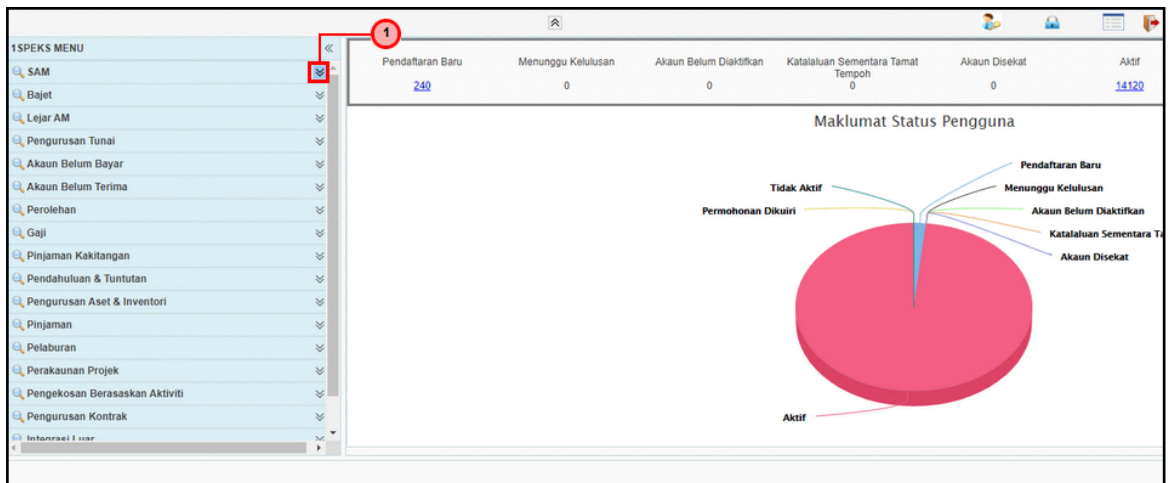 1
1SPEKS MENU
SAM
Bajet
Lejar AM
Pengurusan Tunai
Akaun Belum Bayar
Akaun Belum Terima
Perolehan
Gaji
Pinjaman Kakitangan
Pendahuluan & Tuntutan
Pengurusan Aset & Inventori
Pinjaman
Pelaburan
Perakaunan Projek
Pengekosan Berasaskan Aktiviti
Pengurusan Kontrak
Integrasi Luar
Pendaftaran Baru
240
Menunggu Kelulusan
0
Akaun Belum Diaktifkan
0
Katalaluan Sementara Tamat
Tempoh
0
Akaun Disekat
0
Aktif
14120
Maklumat Status Pengguna
Pendaftaran Baru
Tidak Aktif
Menunggu Kelulusan
Permohonan Dikuiri
Akaun Belum Diaktifkan
Katalaluan Sementara Ta
Akaun Disekat
Aktif